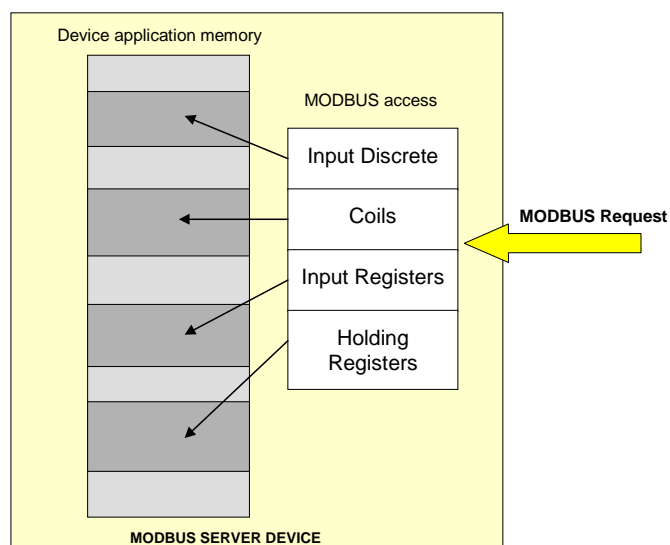 Device application memory
MODBUS access
Input Discrete
Coils
MODBUS Request
Input Registers
Holding
Registers
MODBUS SERVER DEVICE